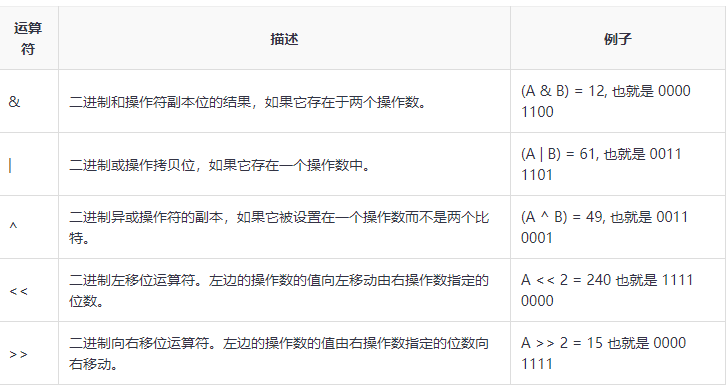 运算
符
描述
例子
&
二进制和操作符副本位的结果，如果它存在于两个操作数。
(A & B) = 12, 也就是 0000
1100
|
二进制或操作拷贝位，如果它存在一个操作数中。
(A | B) = 61, 也就是 0011
1101
^
二进制异或操作符的副本，如果它被设置在一个操作数而不是两个比
特。
(A ^ B) = 49, 也就是 0011
0001
<<
二进制左移位运算符。左边的操作数的值向左移动由右操作数指定的
位数。
A << 2 = 240 也就是 1111
0000
>>
二进制向右移位运算符。左边的操作数的值由右操作数指定的位数向
右移动。
A >> 2 = 15 也就是 0000
1111